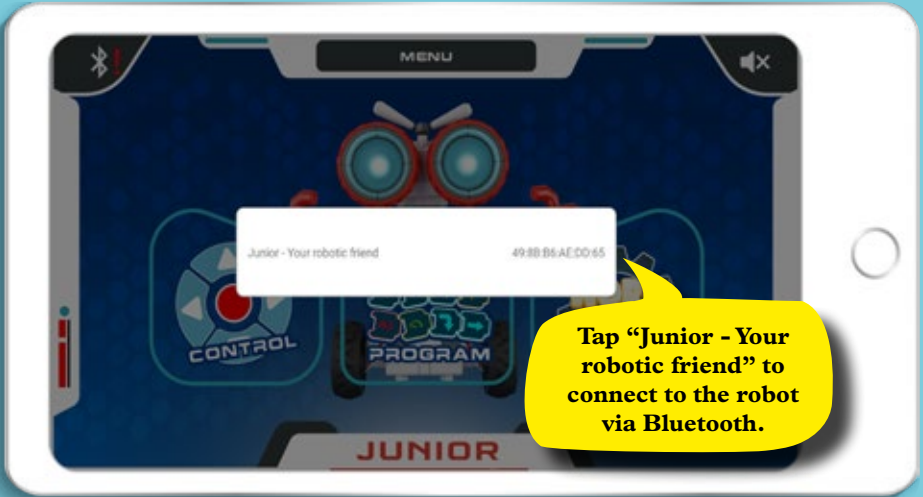 MENU
Junior - Your robotic friend 49:8B:B6:AE:DD:65
CONTROL
PROGRAM
Tap “Junior - Your
robotic friend” to
connect to the robot
via Bluetooth.
JUNIOR